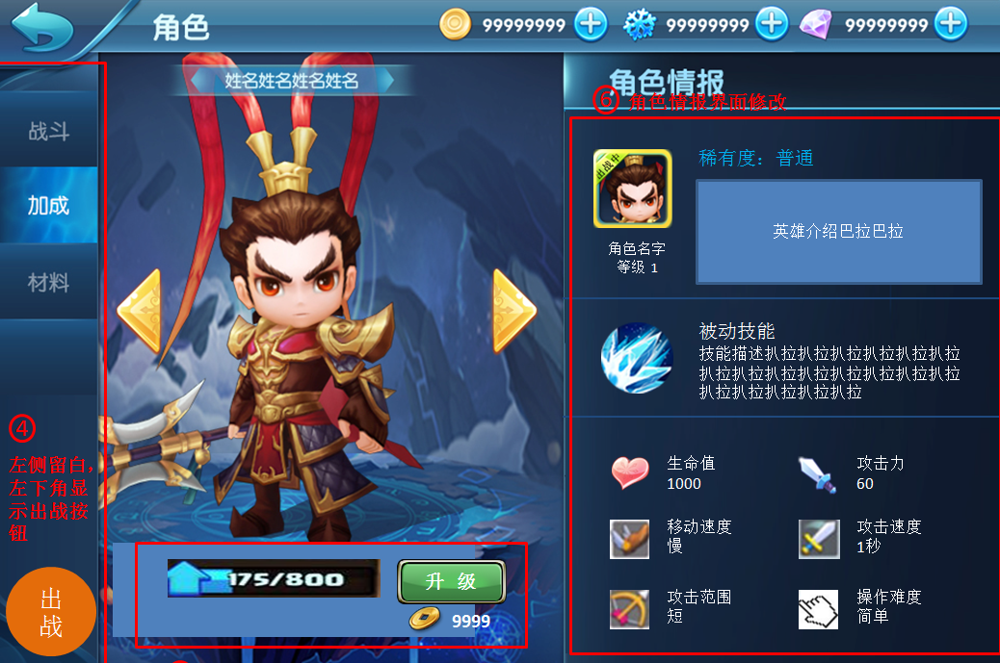 角色
99999999
99999999
99999999
姓名姓名姓名姓名
战斗
加成
材料
④
左侧留白,
左下角显
示出战按
钮
出
战
175/800
升 级
9999
角色情报
⑥ 角色情报界面修改
出战中
稀有度：普通
英雄介绍巴拉巴拉
角色名字
等级 1
被动技能
技能描述扒拉扒拉扒拉扒拉扒拉扒拉
扒拉扒拉扒拉扒拉扒拉扒拉扒拉扒拉
扒拉扒拉扒拉扒拉扒拉
生命值
1000
攻击力
60
移动速度
慢
攻击速度
1秒
攻击范围
短
操作难度
简单